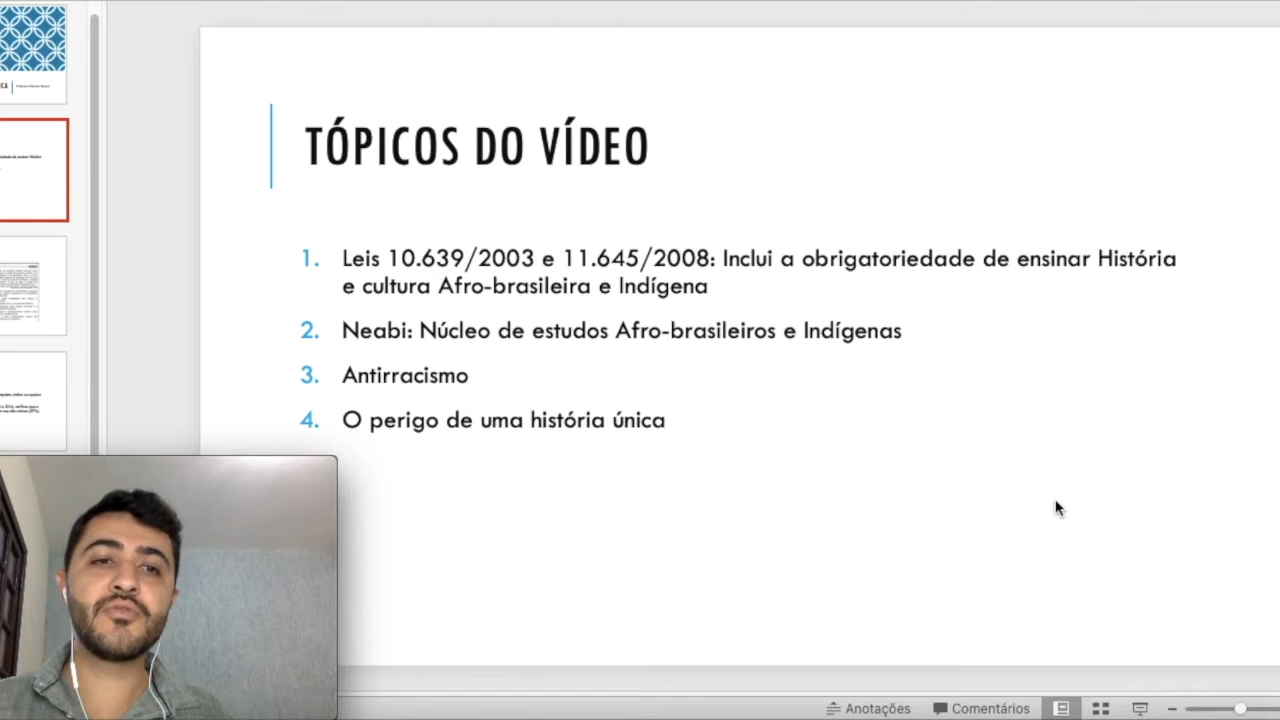 TÓPICOS DO VÍDEO
1. Leis 10.639/2003 e 11.645/2008: Inclui a obrigatoriedade de ensinar História
e cultura Afro-brasileira e Indígena
2. Neabi: Núcleo de estudos Afro-brasileiros e Indígenas
3. Antirracismo
4. O perigo de uma história única
Anotações
Comentários